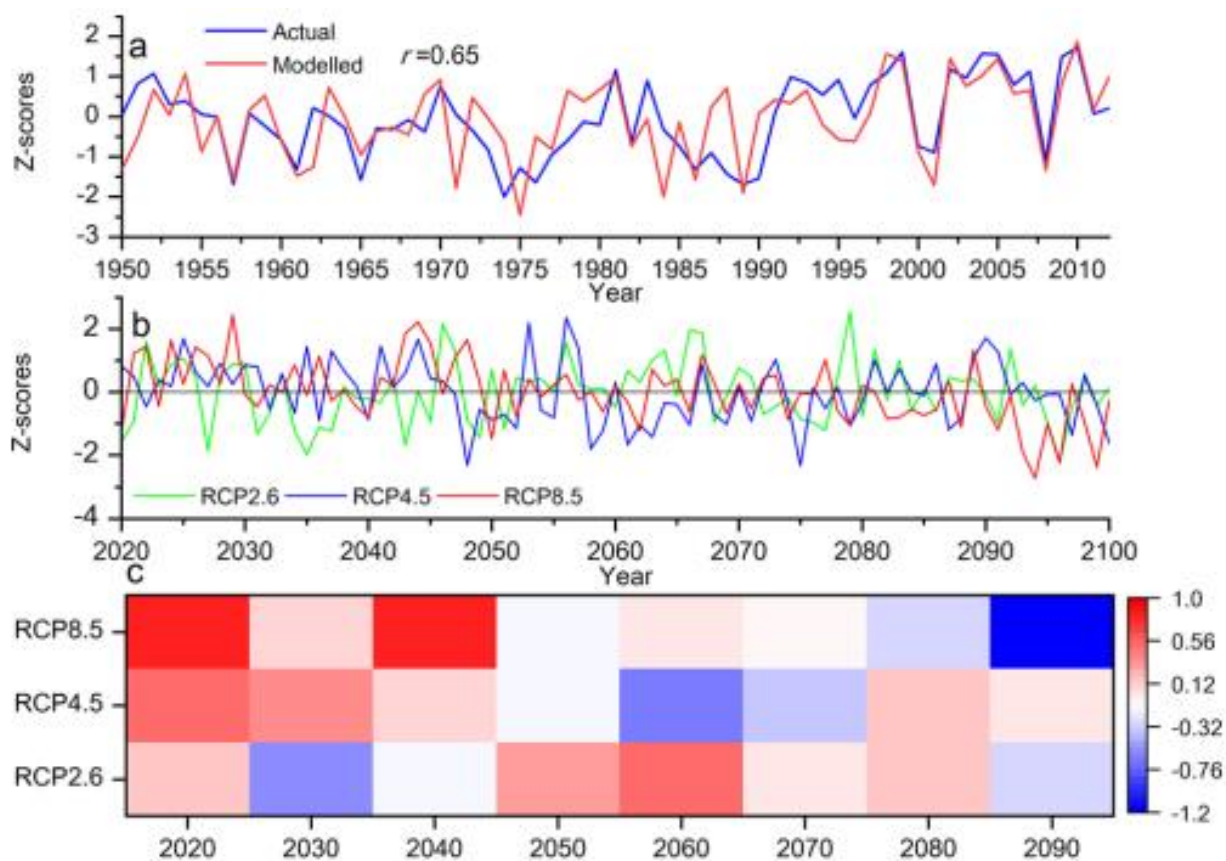 a
Actual
Modelled
r=0.65
Z-scores
2
1
0
-1
-2
-3
1950 1955 1960 1965 1970 1975 1980 1985 1990 1995 2000 2005 2010
Year
b
Z-scores
2
0
-2
-4
RCP2.6 RCP4.5 RCP8.5
2020 2030 2040 2050 2060 2070 2080 2090 2100
Year
c
RCP8.5
RCP4.5
RCP2.6
2020 2030 2040 2050 2060 2070 2080 2090
1.0
0.56
0.12
-0.32
-0.76
-1.2